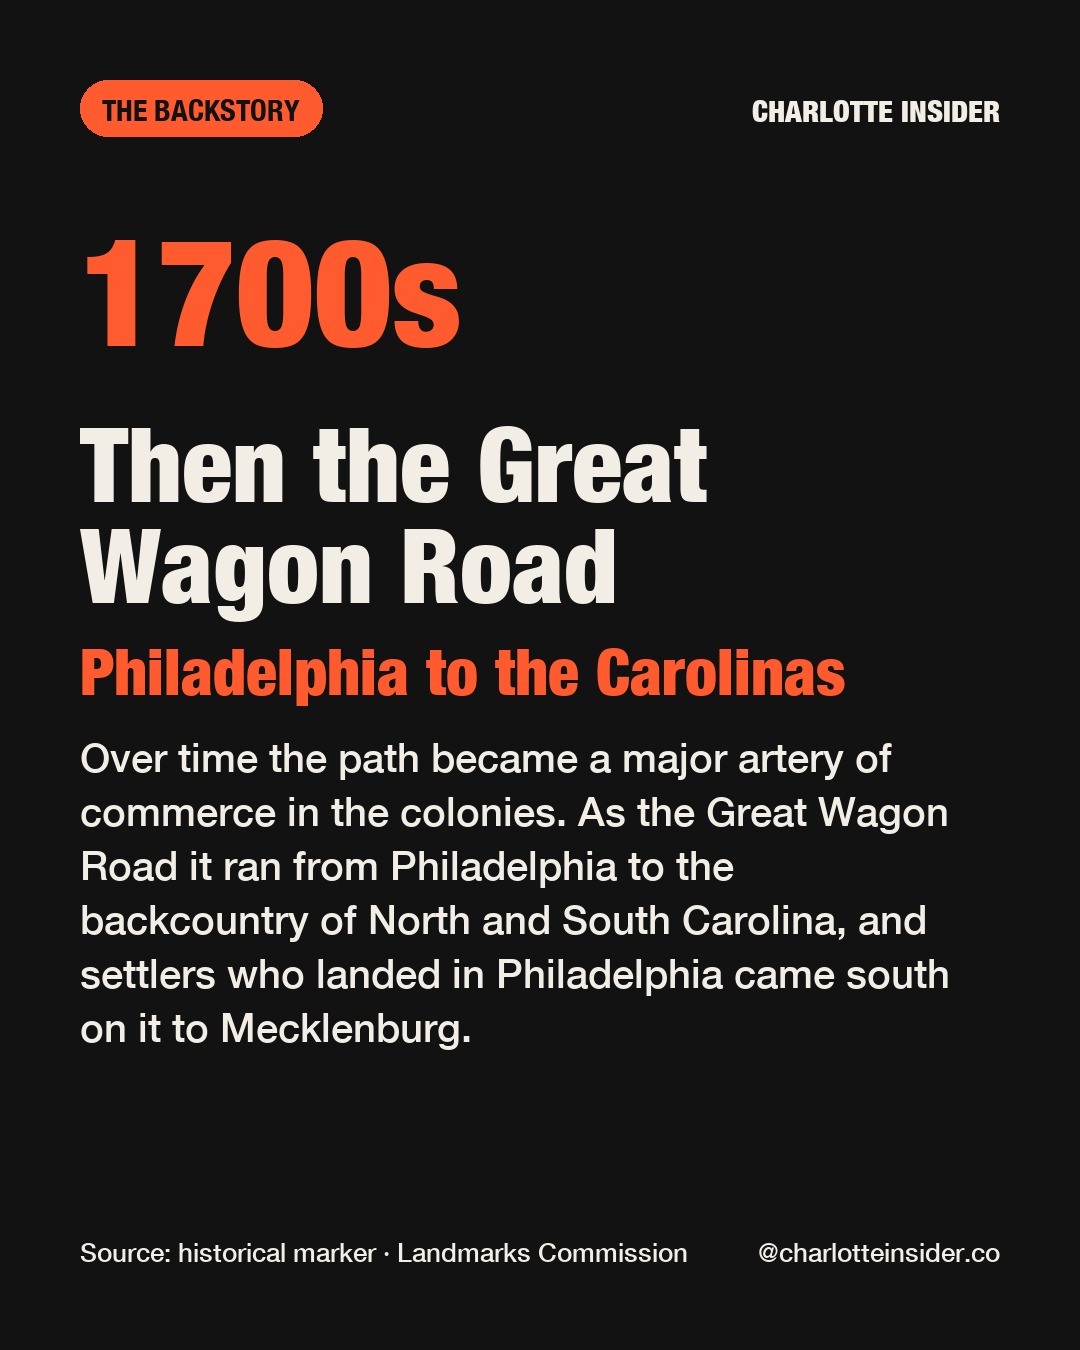 THE BACKSTORY
CHARLOTTE INSIDER
1700s
Then the Great
Wagon Road
Philadelphia to the Carolinas
Over time the path became a major artery of
commerce in the colonies. As the Great Wagon
Road it ran from Philadelphia to the
backcountry of North and South Carolina, and
settlers who landed in Philadelphia came south
on it to Mecklenburg.
Source: historical marker · Landmarks Commission
@charlotteinsider.co